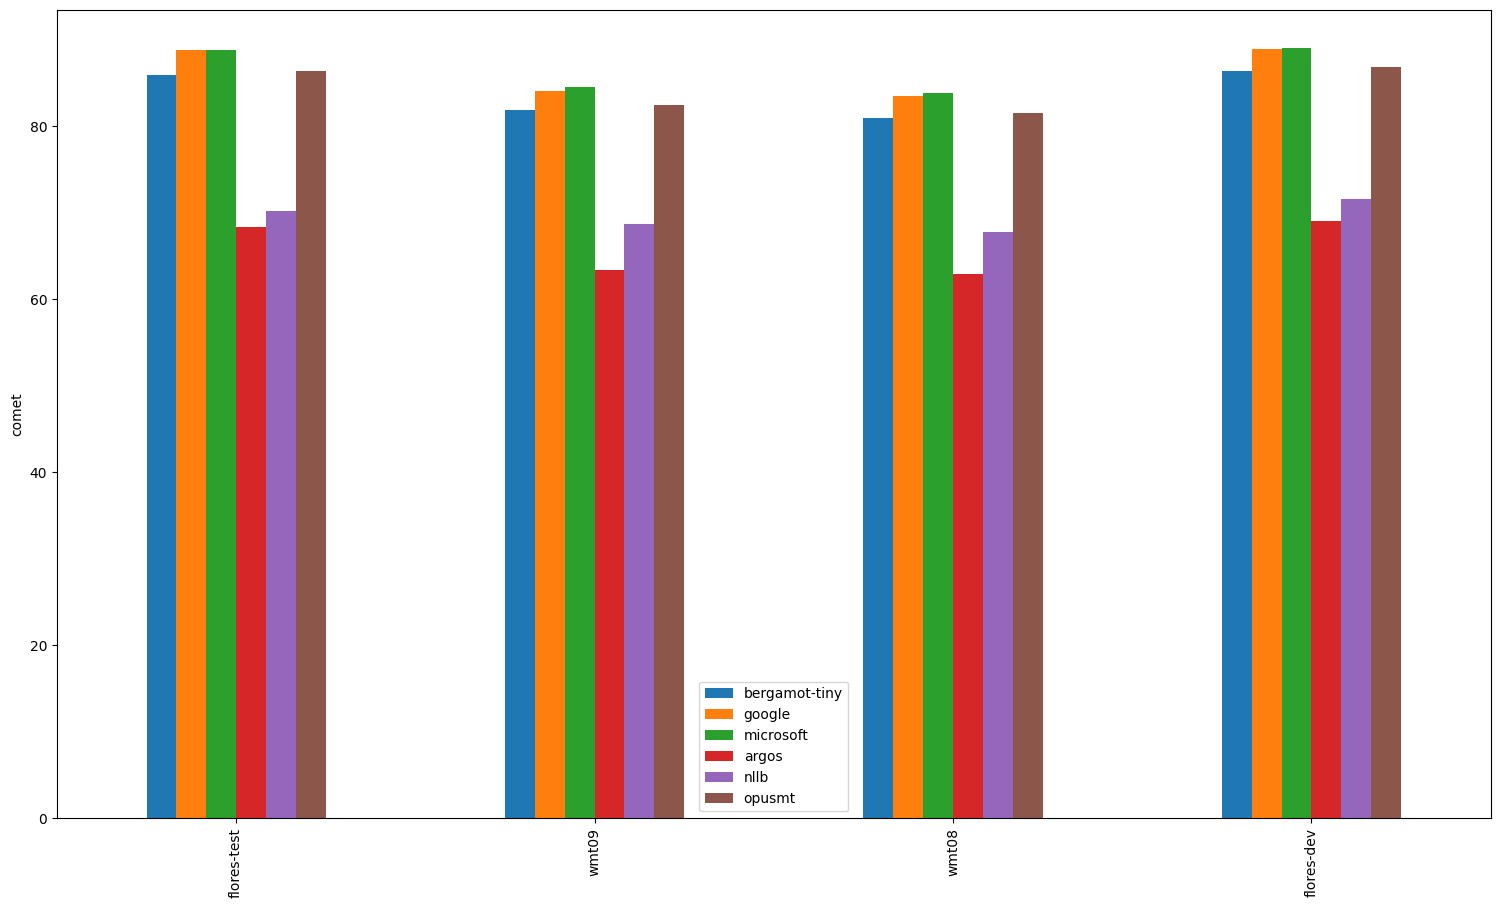 comet
80
60
40
20
0
bergamot-tiny
google
microsoft
argos
nllb
opusmt
flores-test
wmt09
wmt08
flores-dev